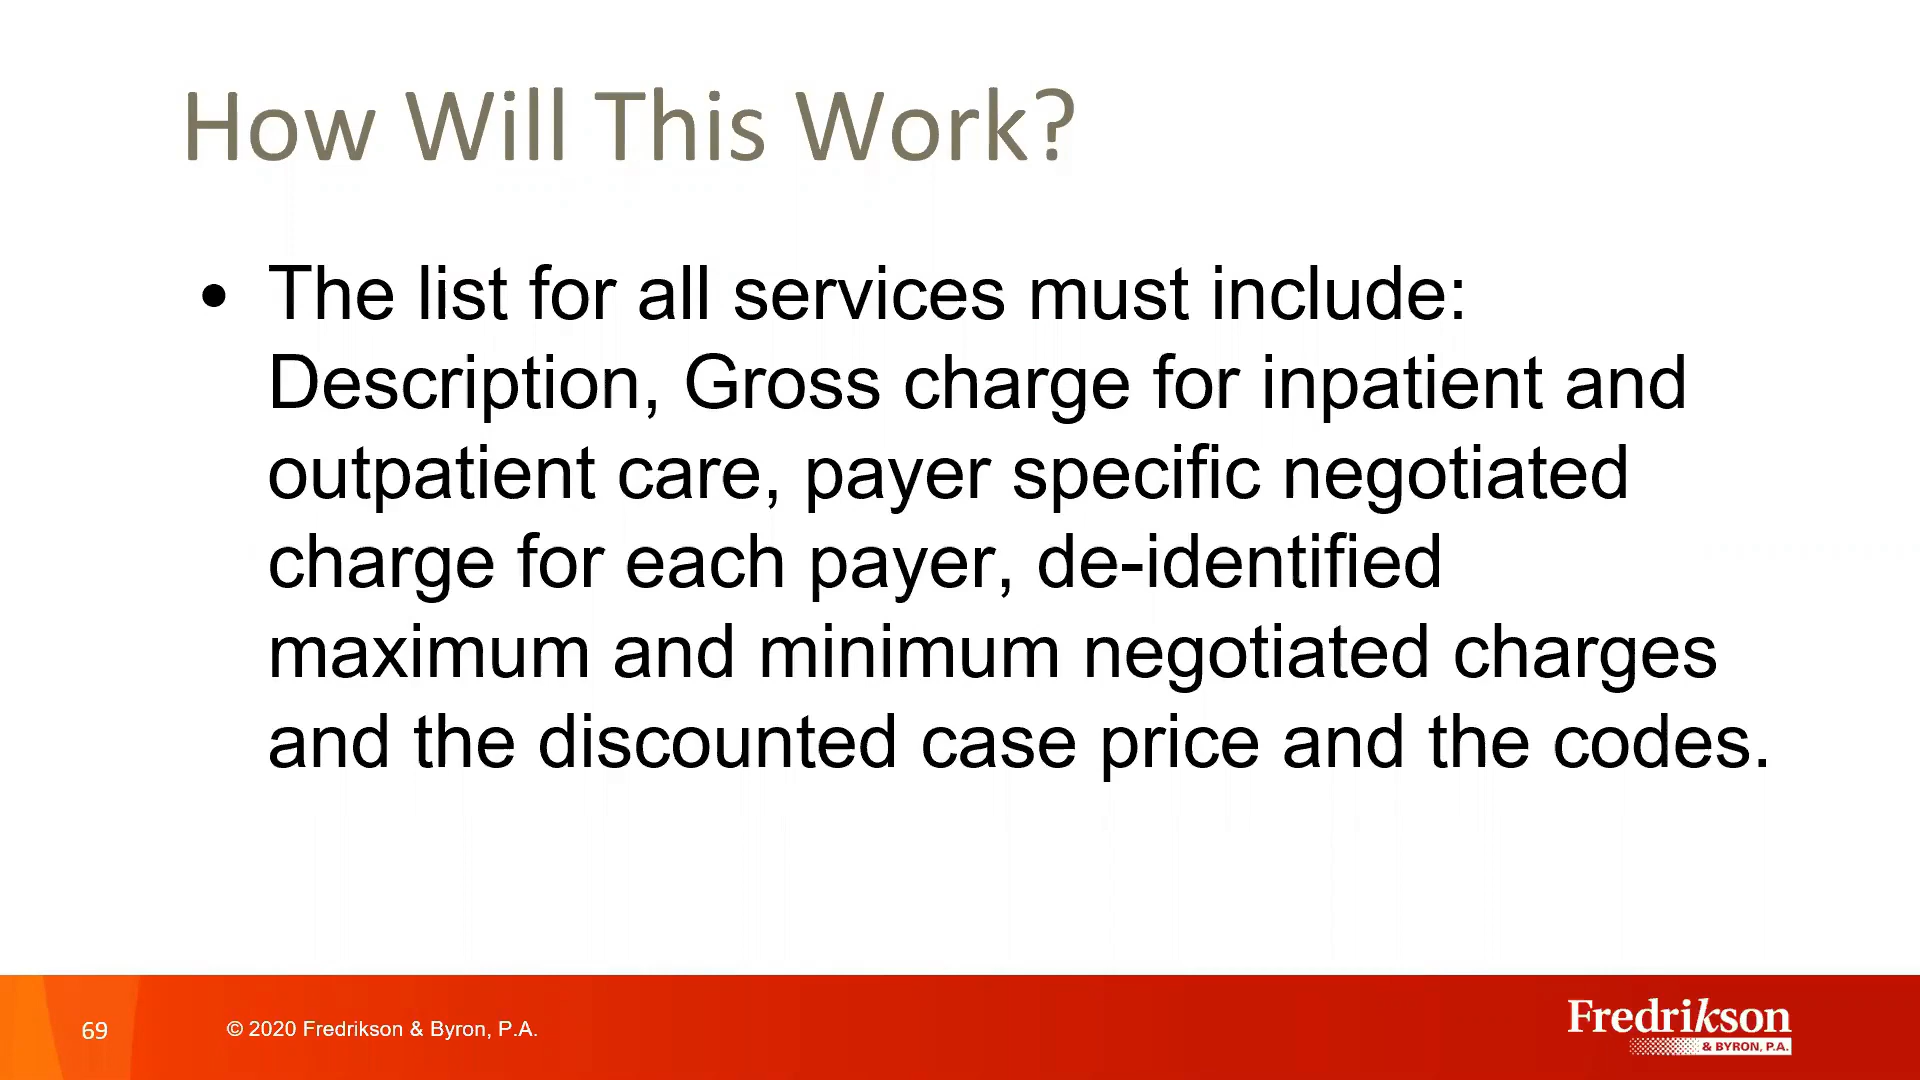 How Will This Work?
• The list for all services must include:
Description, Gross charge for inpatient and
outpatient care, payer specific negotiated
charge for each payer, de-identified
maximum and minimum negotiated charges
and the discounted case price and the codes.
69
© 2020 Fredrikson & Byron, P.A.
Fredrikson
& BYRON, P.A.